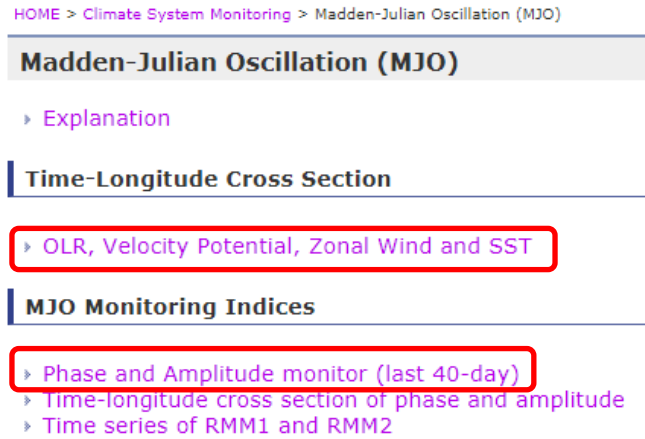 HOME > Climate System Monitoring > Madden-Julian Oscillation (MJO)
Madden-Julian Oscillation (MJO)
Explanation
Time-Longitude Cross Section
OLR, Velocity Potential, Zonal Wind and SST
MJO Monitoring Indices
Phase and Amplitude monitor (last 40-day)
Time-longitude cross section of phase and amplitude
Time series of RMM1 and RMM2